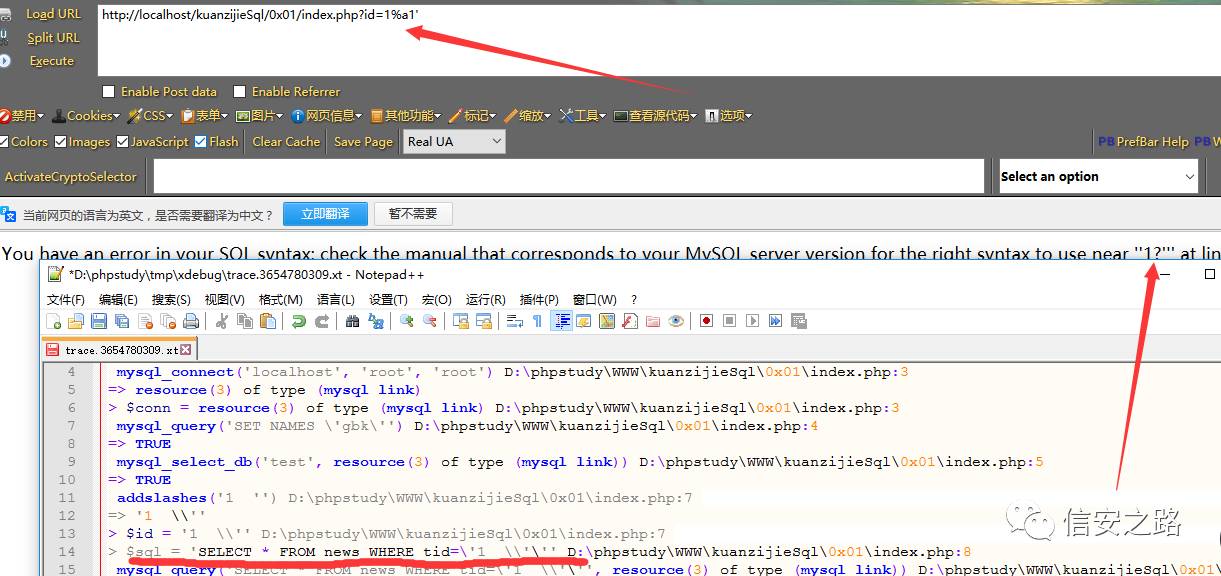 Load URL
http://localhost/kuanzijieSql/0x01/index.php?id=1%a1'
Split URL
Execute
Enable Post data Enable Referrer
禁用 Cookies CSS 表单 图片 网页信息 其他功能 标记 缩放 工具 查看源代码 选项
Colors Images JavaScript Flash Clear Cache Save Page Real UA PB PrefBar Help PB W
ActivateCryptoSelector Select an option
当前网页的语言为英文，是否需要翻译为中文？ 立即翻译 暂不需要
You have an error in your SQL syntax; check the manual that corresponds to your MySQL server version for the right syntax to use near ''1?''' at lin
*D:\phpstudy\tmp\xdebug\trace.3654780309.xt - Notepad++
文件(F) 编辑(E) 搜索(S) 视图(V) 格式(M) 语言(L) 设置(T) 宏(O) 运行(R) 插件(P) 窗口(W) ?
trace.3654780309.xt
4 mysql_connect('localhost', 'root', 'root') D:\phpstudy\WWW\kuanzijieSql\0x01\index.php:3
5 => resource(3) of type (mysql link)
6 > $conn = resource(3) of type (mysql link) D:\phpstudy\WWW\kuanzijieSql\0x01\index.php:3
7 mysql_query('SET NAMES \'gbk\'') D:\phpstudy\WWW\kuanzijieSql\0x01\index.php:4
8 => TRUE
9 mysql_select_db('test', resource(3) of type (mysql link)) D:\phpstudy\WWW\kuanzijieSql\0x01\index.php:5
10 => TRUE
11 addslashes('1  '') D:\phpstudy\WWW\kuanzijieSql\0x01\index.php:7
12 => '1  \\''
13 > $id = '1  \\'' D:\phpstudy\WWW\kuanzijieSql\0x01\index.php:7
14 > $sql = 'SELECT * FROM news WHERE tid=\'1  \\'\'' D:\phpstudy\WWW\kuanzijieSql\0x01\index.php:8
15 mysql_query('SELECT * FROM news WHERE tid=\'1  \\'\'', resource(3) of type (mysql link)) D:\phpstudy\WWW\kuanzijieSql\0x01\
信安之路